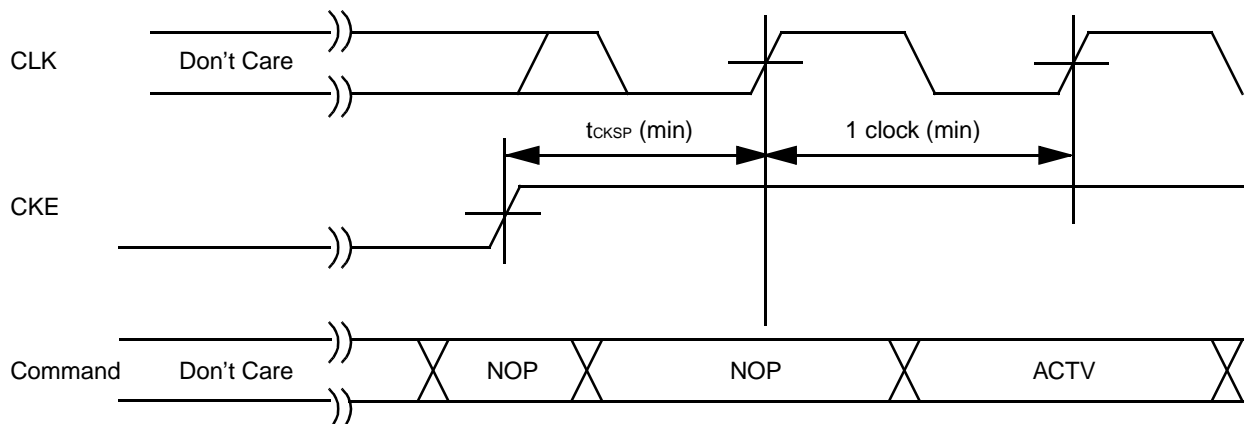 CLK Don't Care
tCKSP (min) 1 clock (min)
CKE
Command Don't Care NOP NOP ACTV